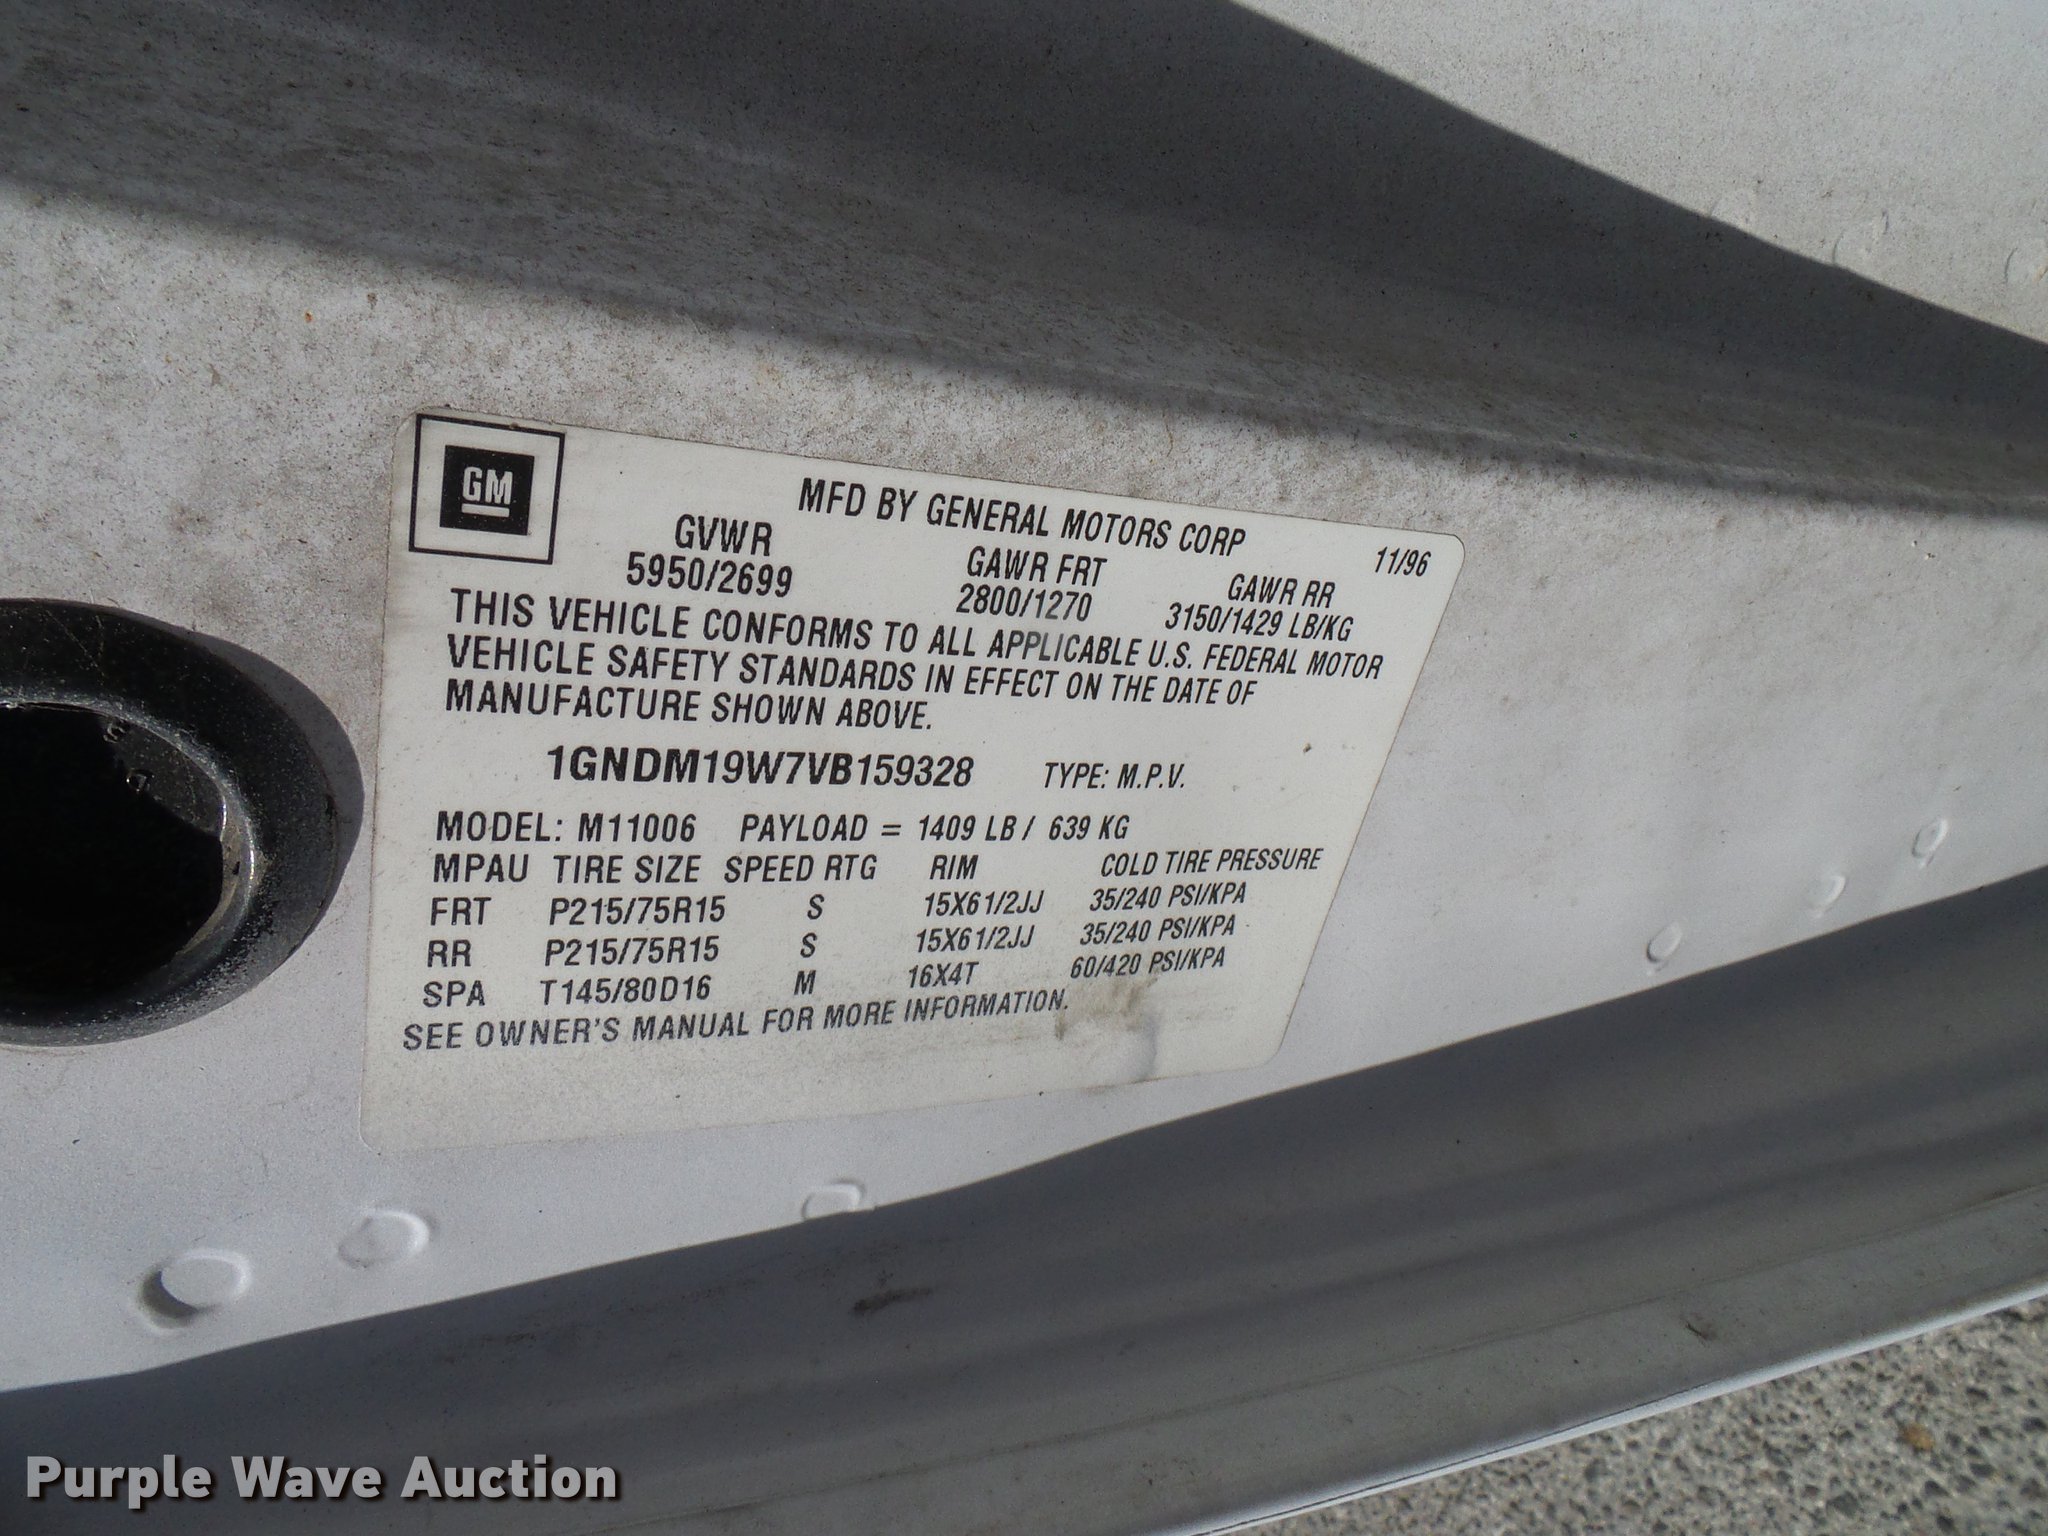 GM
MFD BY GENERAL MOTORS CORP
11/96
GVWR GAWR FRT GAWR RR
5950/2699 2800/1270 3150/1429 LB/KG
THIS VEHICLE CONFORMS TO ALL APPLICABLE U.S. FEDERAL MOTOR
VEHICLE SAFETY STANDARDS IN EFFECT ON THE DATE OF
MANUFACTURE SHOWN ABOVE.
1GNDM19W7VB159328 TYPE: M.P.V.
MODEL: M11006 PAYLOAD = 1409 LB / 639 KG
MPAU TIRE SIZE SPEED RTG RIM COLD TIRE PRESSURE
FRT P215/75R15 S 15X61/2JJ 35/240 PSI/KPA
RR P215/75R15 S 15X61/2JJ 35/240 PSI/KPA
SPA T145/80D16 M 16X4T 60/420 PSI/KPA
SEE OWNER'S MANUAL FOR MORE INFORMATION.
Purple Wave Auction